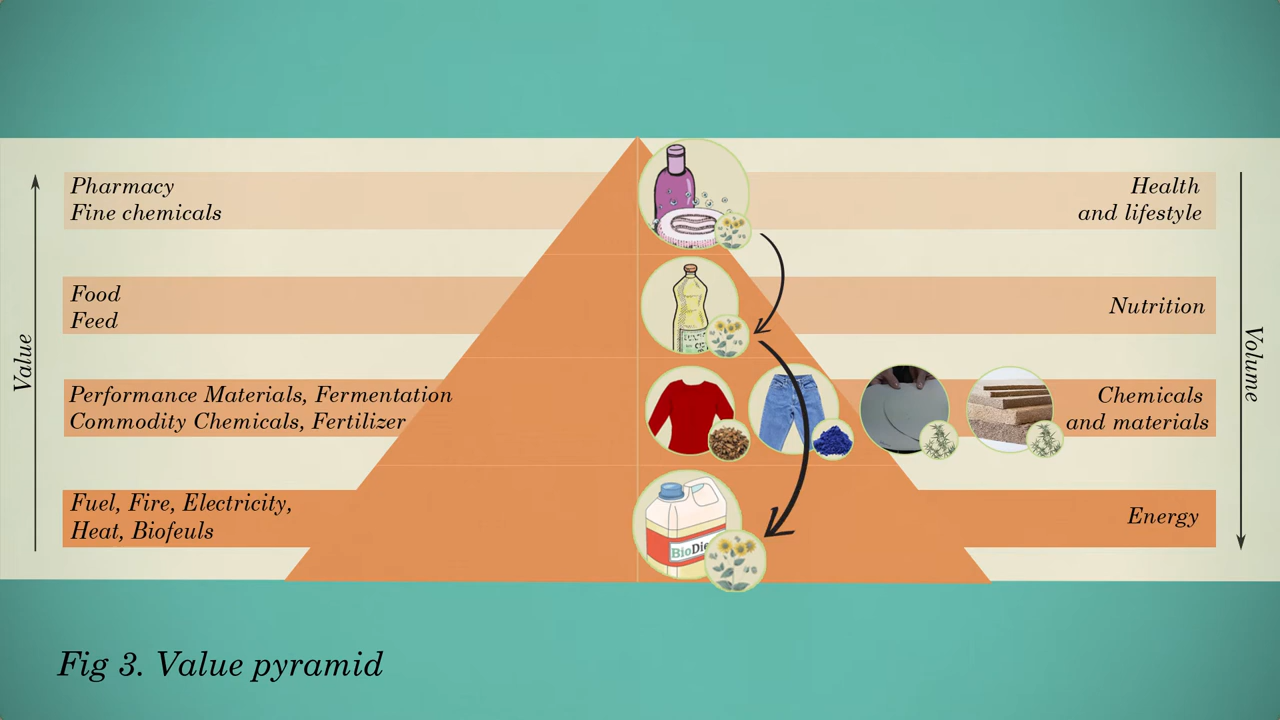 Pharmacy
Fine chemicals
Health
and lifestyle
Food
Feed
Nutrition
Performance Materials, Fermentation
Commodity Chemicals, Fertilizer
Chemicals
and materials
Fuel, Fire, Electricity,
Heat, Biofeuls
Energy
Value
Volume
BioDie
Fig 3. Value pyramid